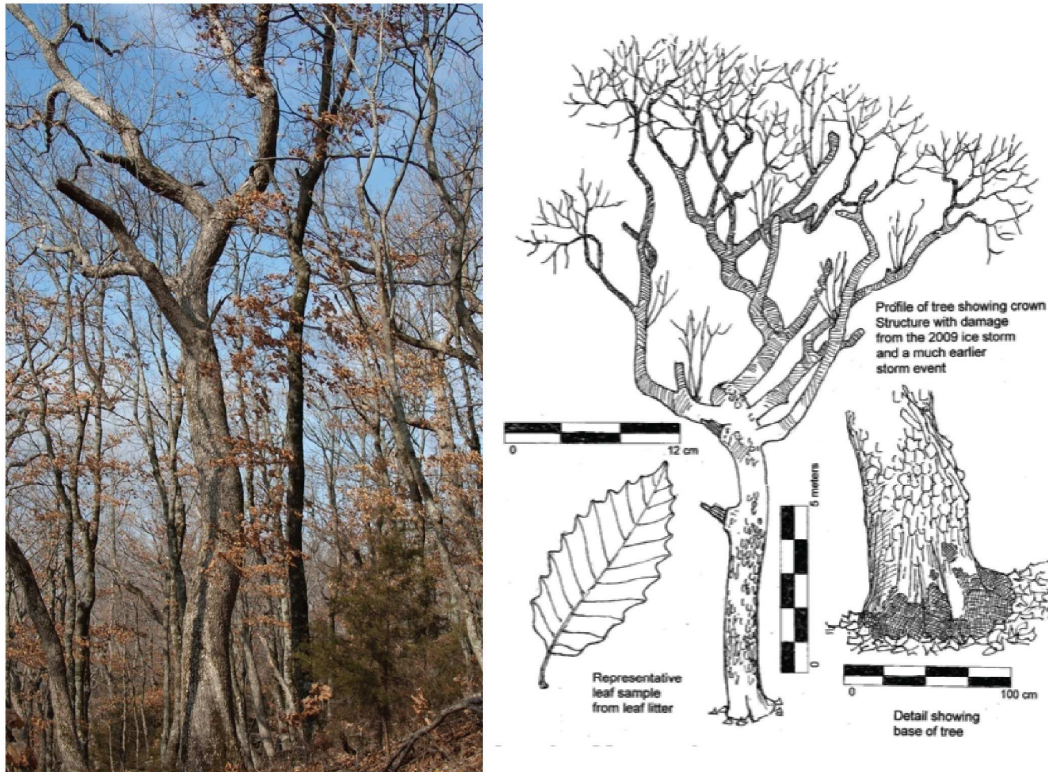 Profile of tree showing crown
Structure with damage
from the 2009 ice storm
and a much earlier
storm event
0 12 cm
5 meters
0
Representative
leaf sample
from leaf litter
0 100 cm
Detail showing
base of tree